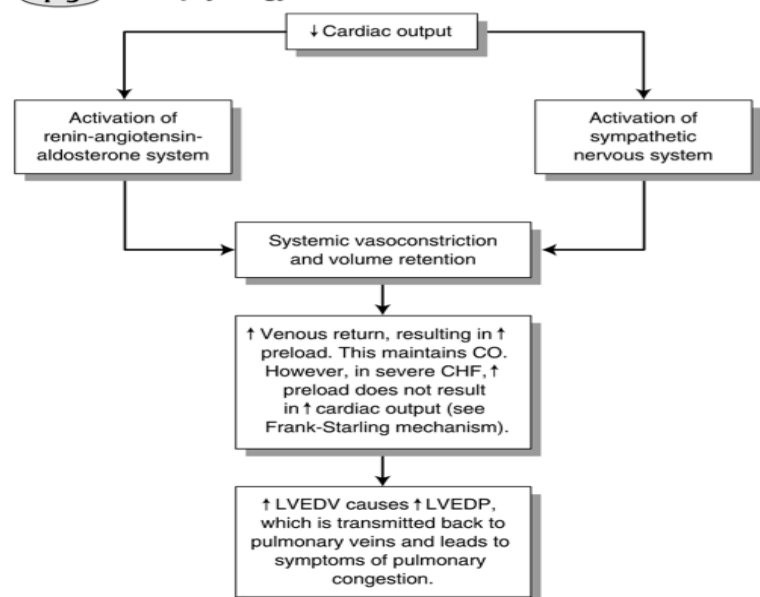 ↓ Cardiac output
Activation of
renin-angiotensin-
aldosterone system
Activation of
sympathetic
nervous system
Systemic vasoconstriction
and volume retention
↑ Venous return, resulting in ↑
preload. This maintains CO.
However, in severe CHF, ↑
preload does not result
in ↑ cardiac output (see
Frank-Starling mechanism).
↑ LVEDV causes ↑ LVEDP,
which is transmitted back to
pulmonary veins and leads to
symptoms of pulmonary
congestion.